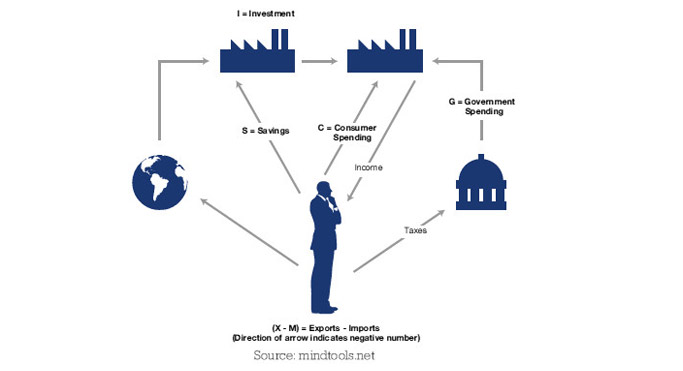 I = Investment
G = Government
Spending
S = Savings
C = Consumer
Spending
Income
Taxes
(X - M) = Exports - Imports
(Direction of arrow indicates negative number)
Source: mindtools.net